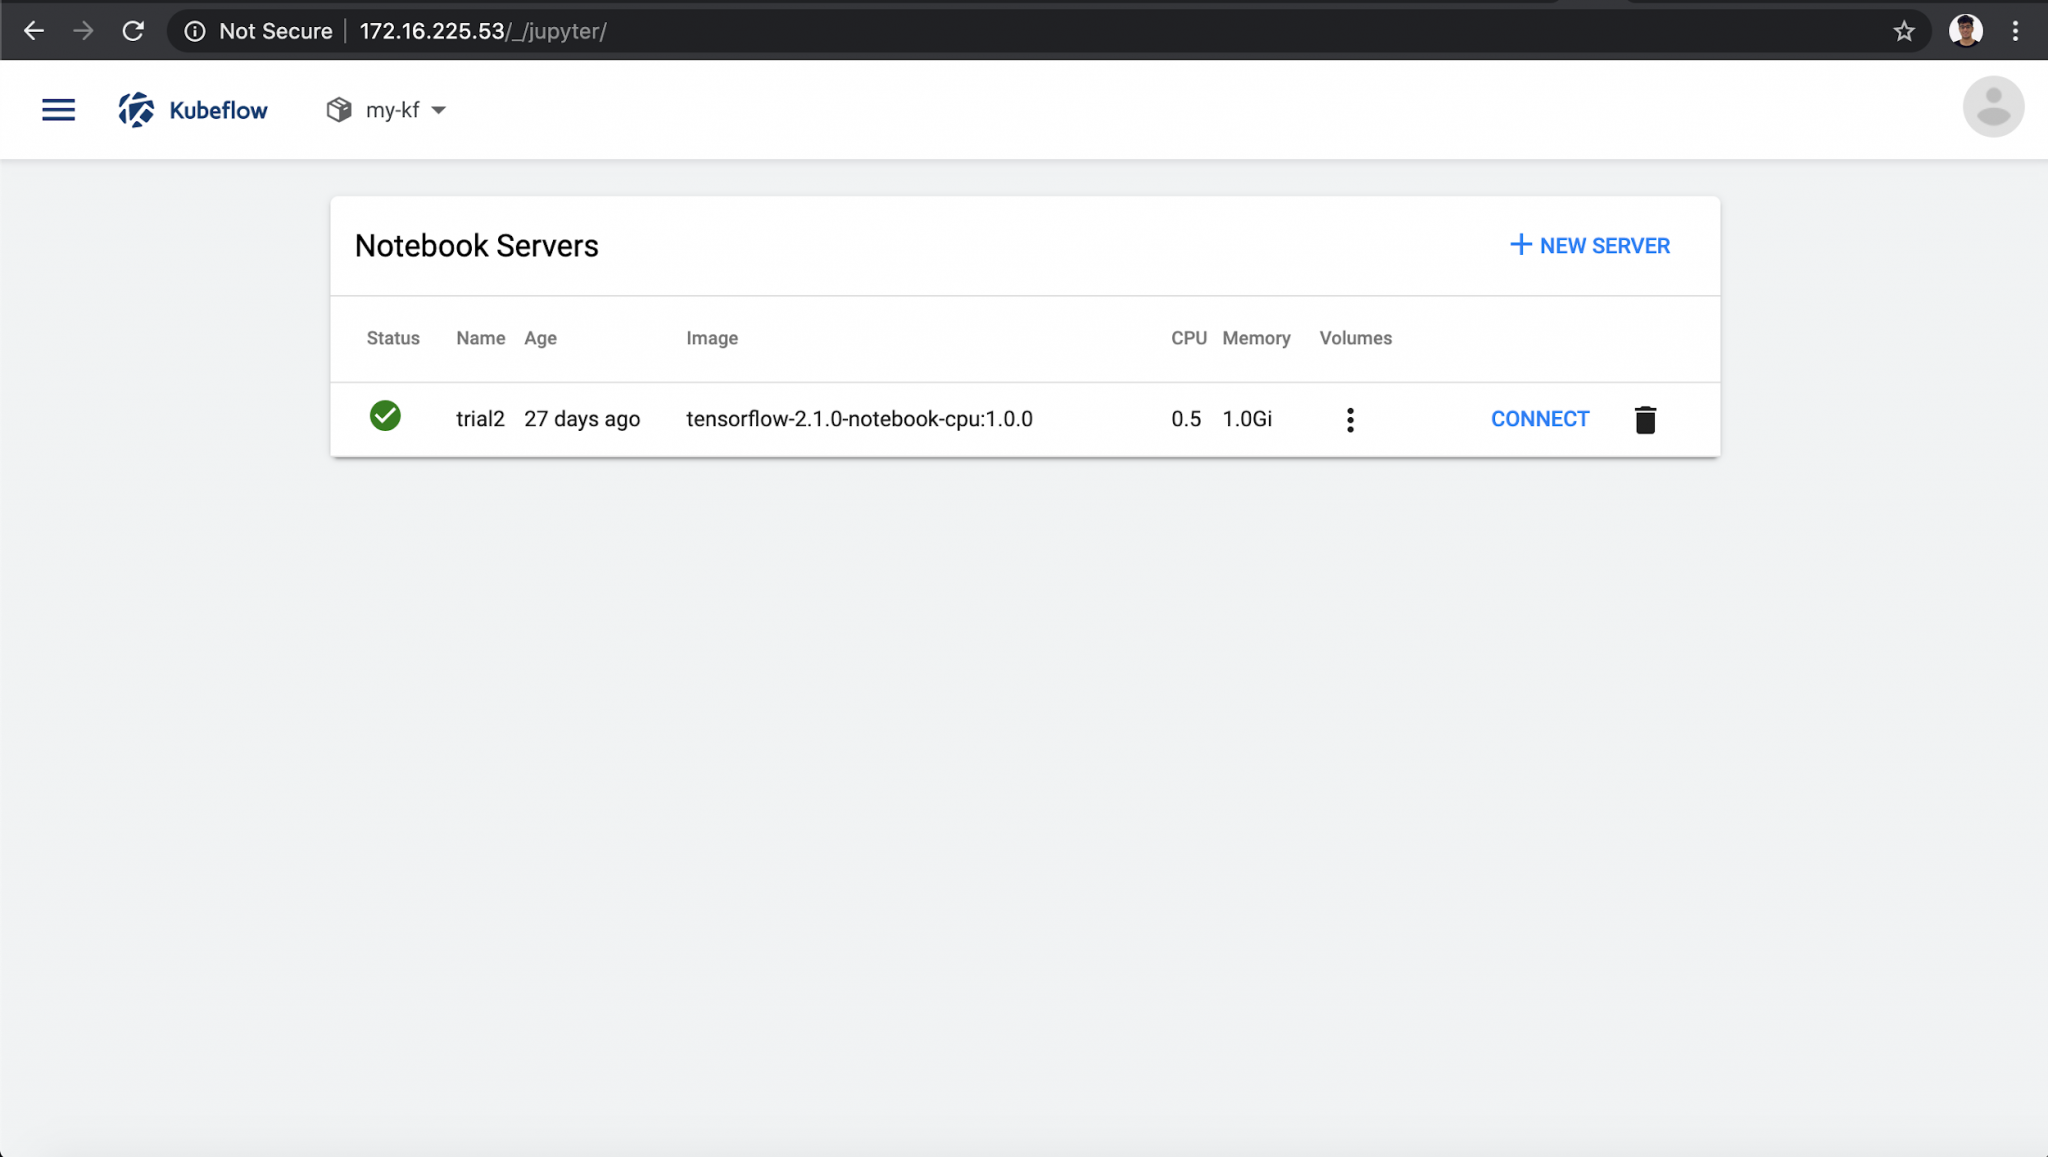 Not Secure 172.16.225.53/_/jupyter/
Kubeflow my-kf
Notebook Servers NEW SERVER
Status Name Age Image CPU Memory Volumes
trial2 27 days ago tensorflow-2.1.0-notebook-cpu:1.0.0 0.5 1.0Gi CONNECT